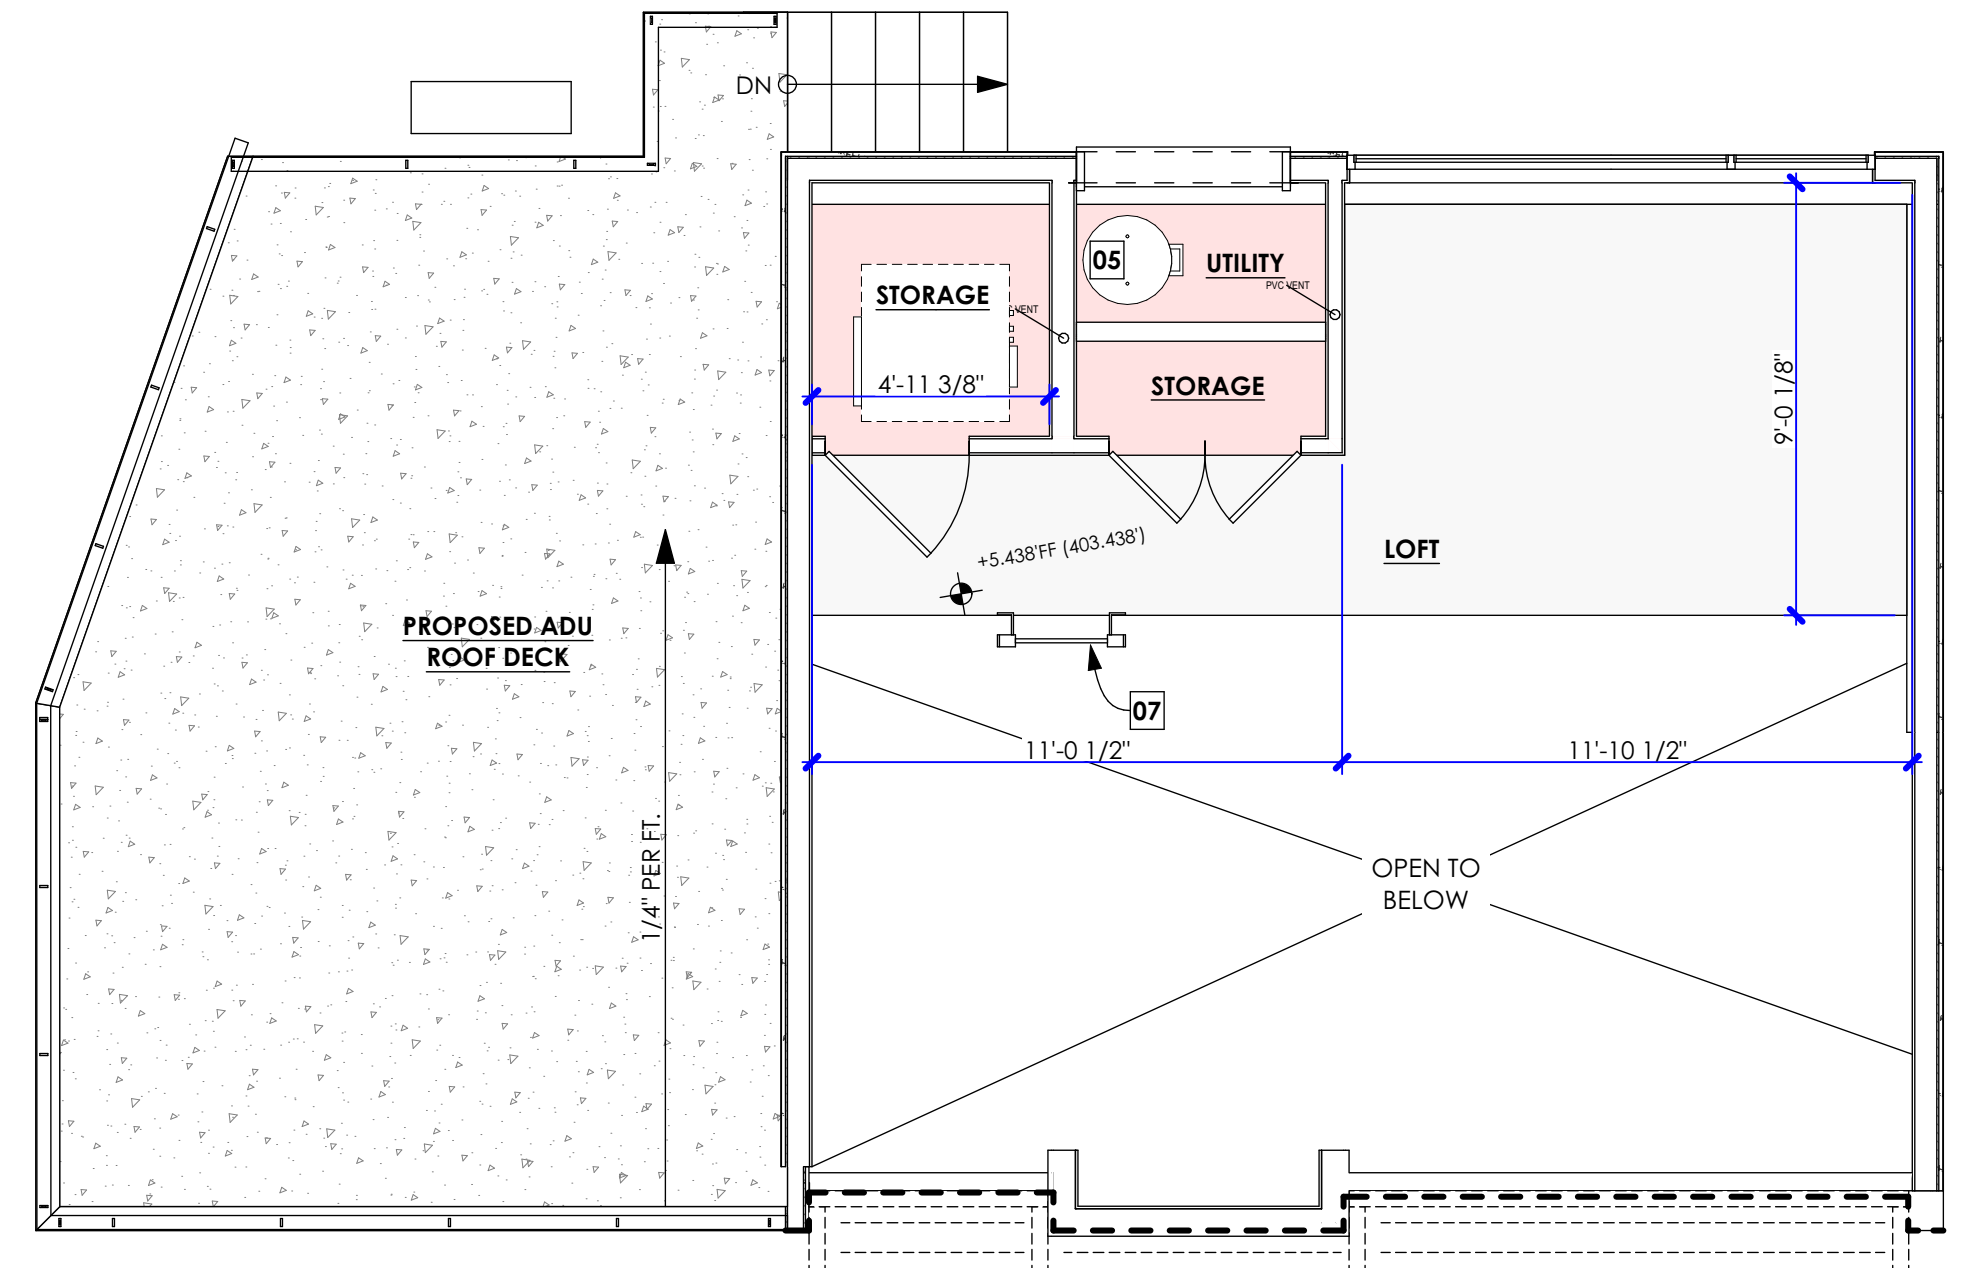 DN
05
UTILITY
PVC VENT
STORAGE
VENT
4'-11 3/8"
STORAGE
9'-0 1/8"
+5.438'FF (403.438')
LOFT
PROPOSED ADU
ROOF DECK
07
11'-0 1/2"
11'-10 1/2"
1/4" PER FT.
OPEN TO
BELOW